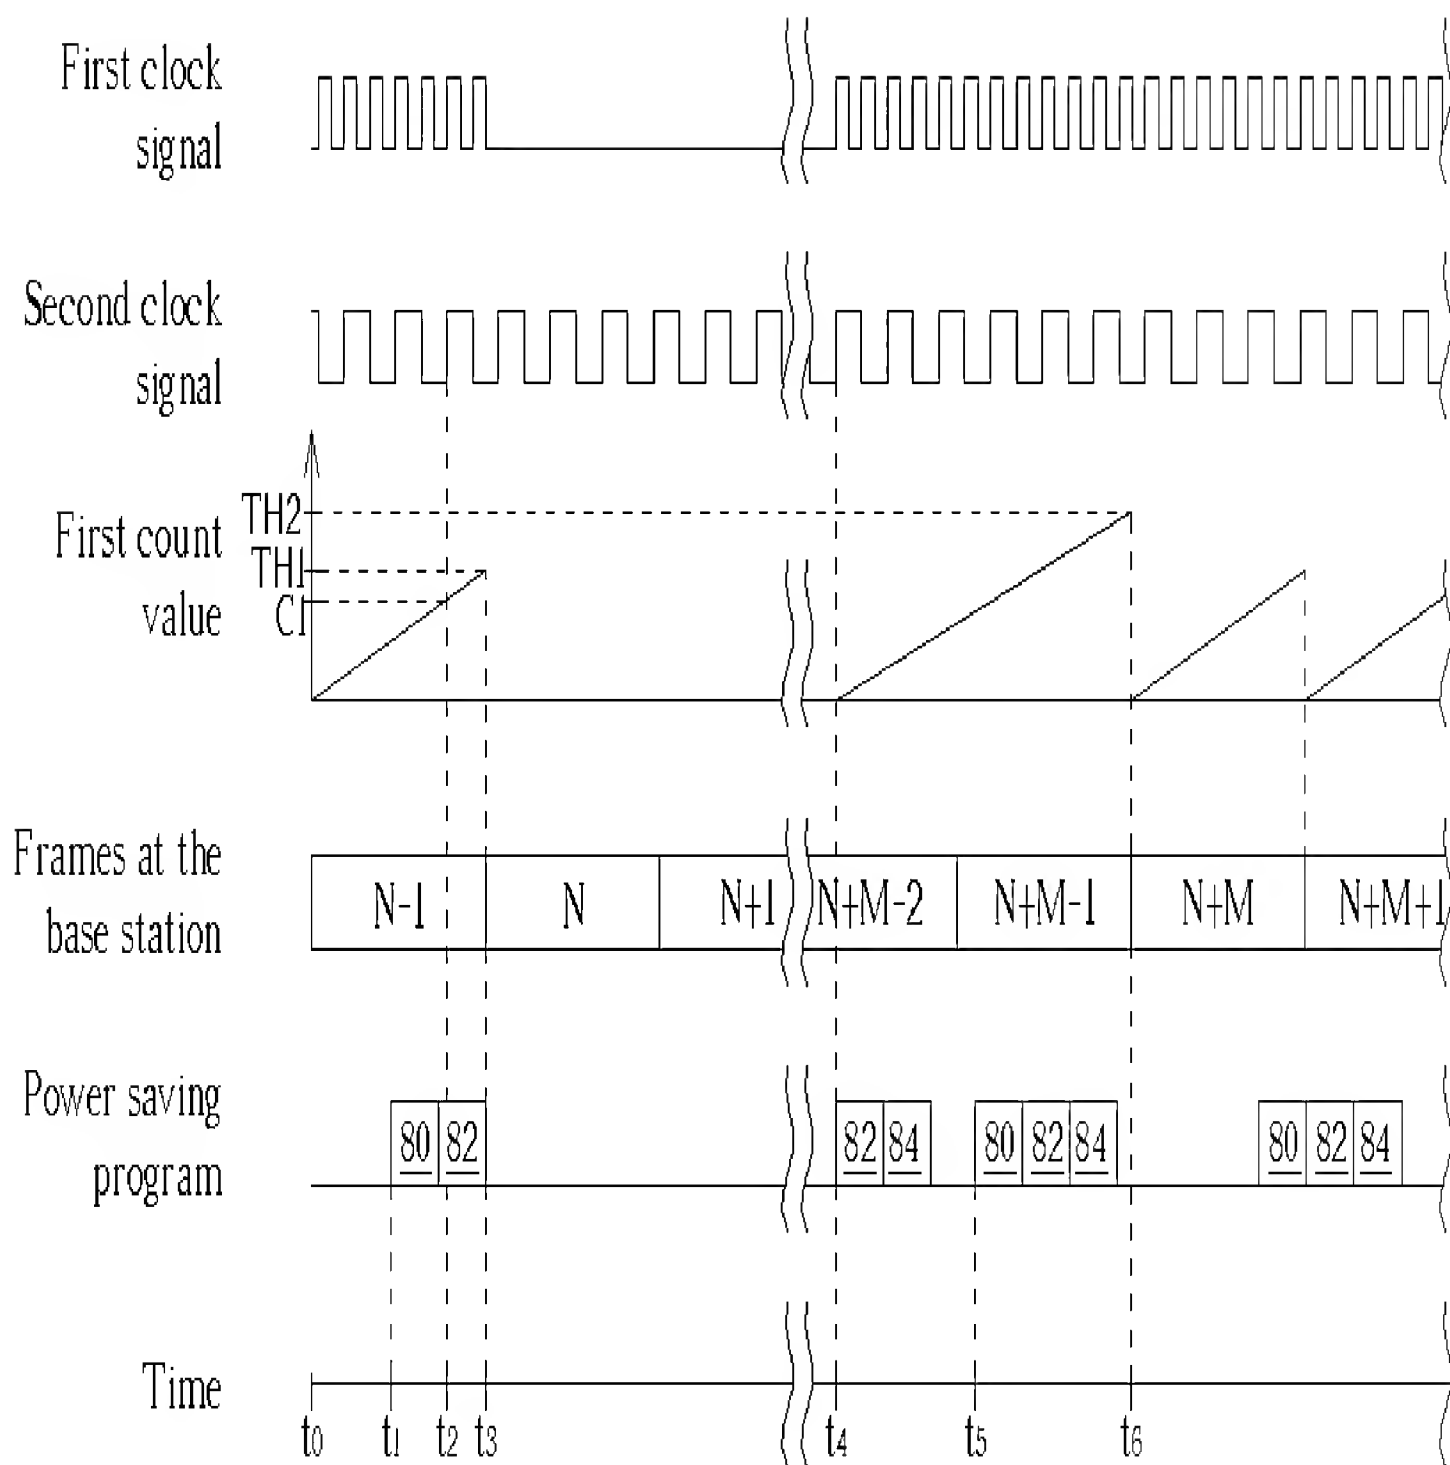 First clock
signal
Second clock
signal
First count
value
TH2
TH1
C1
Frames at the
base station
N-1
N
N+1
N+M-2
N+M-1
N+M
N+M+1
Power saving
program
80
82
82
84
80
82
84
80
82
84
Time
t0
t1
t2
t3
t4
t5
t6